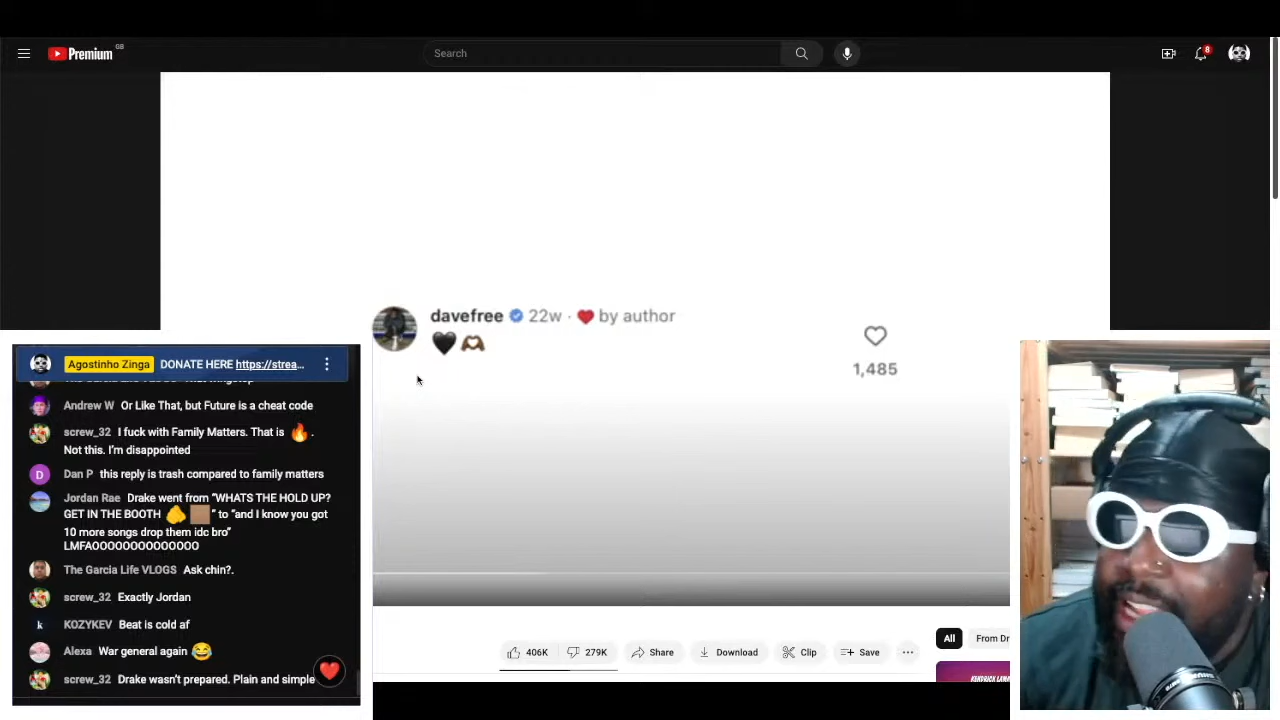 Premium GB
Search
8
davefree 22w · ❤️ by author
🖤 🫶🏾
1,485
406K
279K
Share
Download
Clip
Save
All
From Dr
KENDRICK LAM
Agostinho Zinga DONATE HERE https://strea...
Andrew W Or Like That, but Future is a cheat code
screw_32 I fuck with Family Matters. That is 🔥.
Not this. I'm disappointed
D Dan P this reply is trash compared to family matters
Jordan Rae Drake went from “WHATS THE HOLD UP?
GET IN THE BOOTH 🫵🏽 🟫 ” to “and I know you got
10 more songs drop them idc bro”
LMFAOOOOOOOOOOOOOO
The Garcia Life VLOGS Ask chin?.
screw_32 Exactly Jordan
k KOZYKEV Beat is cold af
Alexa War general again 😂
screw_32 Drake wasn't prepared. Plain and simple